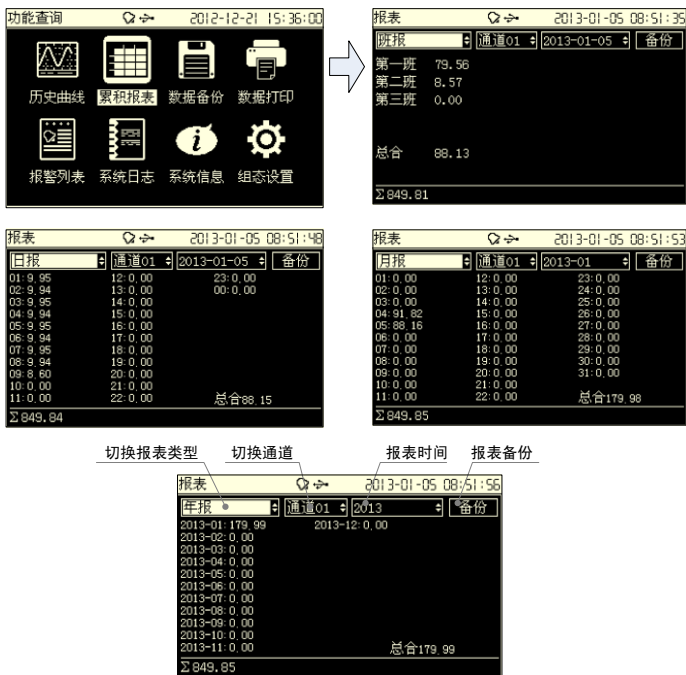 功能查询 2012-12-21 15:36:00
历史曲线 累积报表 数据备份 数据打印
报警列表 系统日志 系统信息 组态设置
报表 2013-01-05 08:51:35
班报 通道01 2013-01-05 备份
第一班 79.56
第二班 8.57
第三班 0.00
总合 88.13
Σ849.81
报表 2013-01-05 08:51:48
日报 通道01 2013-01-05 备份
01:9.95 12:0.00 23:0.00
02:9.94 13:0.00 00:0.00
03:9.95 14:0.00
04:9.94 15:0.00
05:9.95 16:0.00
06:9.94 17:0.00
07:9.95 18:0.00
08:9.94 19:0.00
09:8.60 20:0.00
10:0.00 21:0.00
11:0.00 22:0.00 总合88.15
Σ849.84
报表 2013-01-05 08:51:53
月报 通道01 2013-01 备份
01:0.00 12:0.00 23:0.00
02:0.00 13:0.00 24:0.00
03:0.00 14:0.00 25:0.00
04:91.82 15:0.00 26:0.00
05:88.16 16:0.00 27:0.00
06:0.00 17:0.00 28:0.00
07:0.00 18:0.00 29:0.00
08:0.00 19:0.00 30:0.00
09:0.00 20:0.00 31:0.00
10:0.00 21:0.00
11:0.00 22:0.00 总合179.98
Σ849.85
切换报表类型 切换通道 报表时间 报表备份
报表 2013-01-05 08:51:56
年报 通道01 2013 备份
2013-01:179.99 2013-12:0.00
2013-02:0.00
2013-03:0.00
2013-04:0.00
2013-05:0.00
2013-06:0.00
2013-07:0.00
2013-08:0.00
2013-09:0.00
2013-10:0.00
2013-11:0.00 总合179.99
Σ849.85